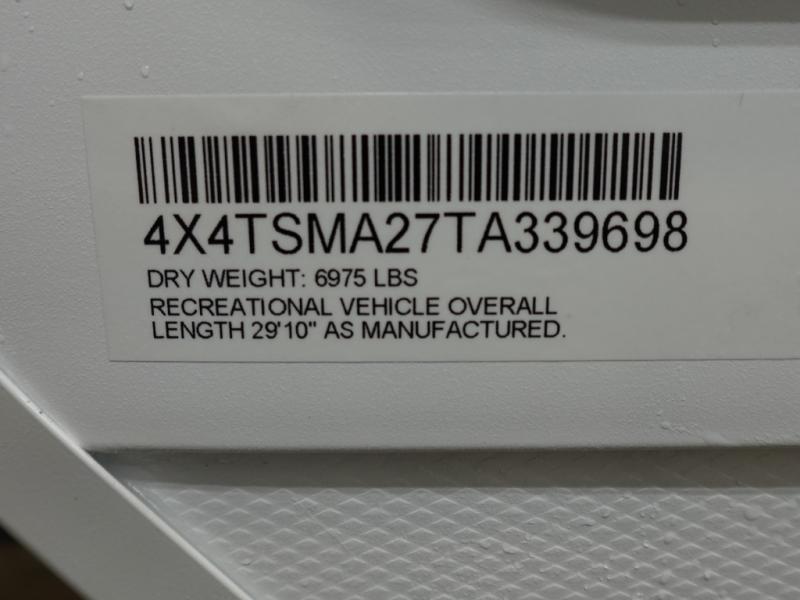 4X4TSMA27TA339698
DRY WEIGHT: 6975 LBS
RECREATIONAL VEHICLE OVERALL
LENGTH 29'10" AS MANUFACTURED.